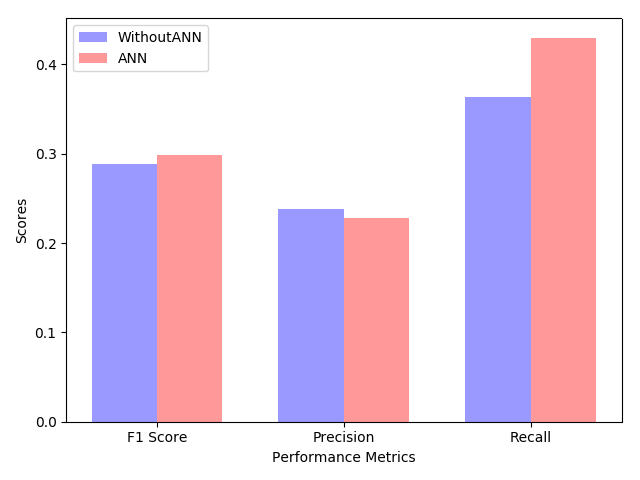 WithoutANN
ANN
0.4
0.3
0.2
0.1
0.0
Scores
F1 Score Precision Recall
Performance Metrics